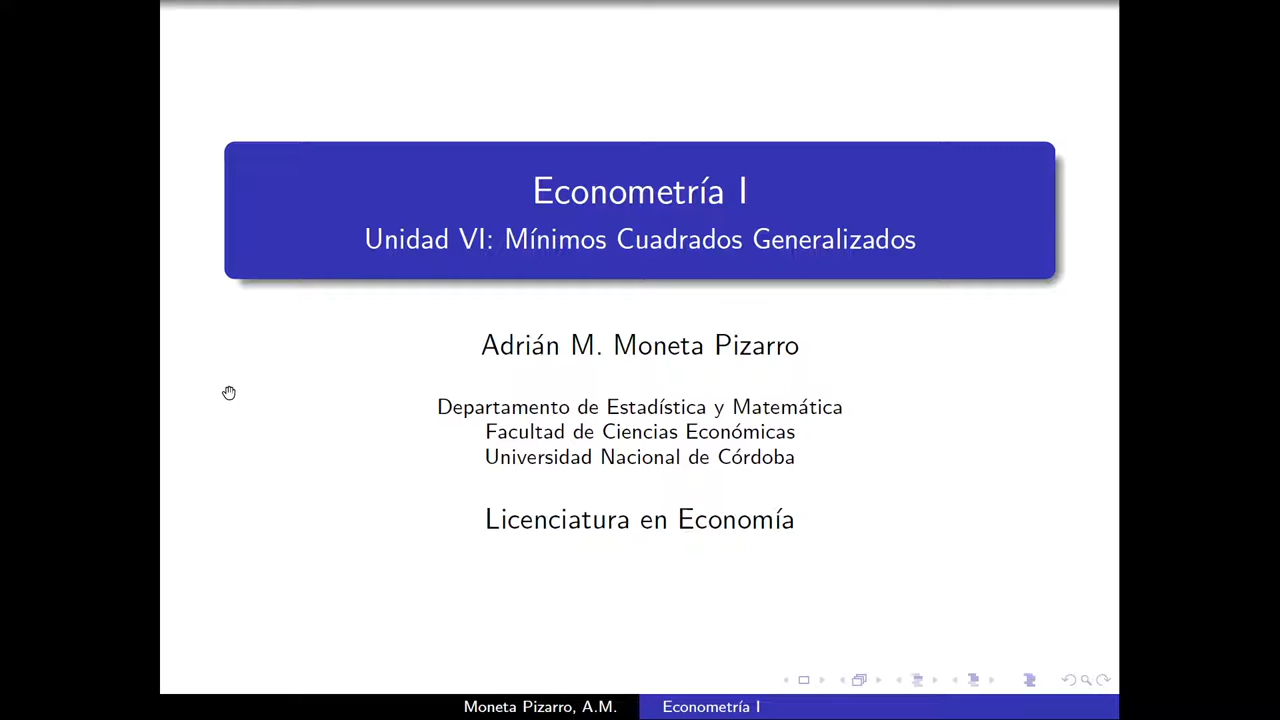 Econometría I
Unidad VI: Mínimos Cuadrados Generalizados
Adrián M. Moneta Pizarro
Departamento de Estadística y Matemática
Facultad de Ciencias Económicas
Universidad Nacional de Córdoba
Licenciatura en Economía
Moneta Pizarro, A.M.
Econometría I